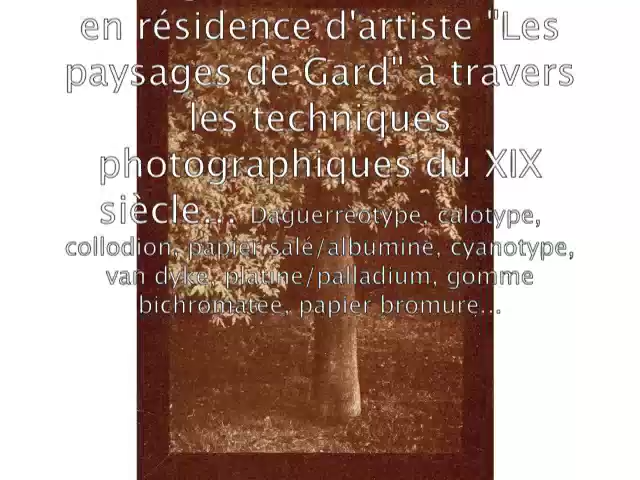 en résidence d'artiste "Les
paysages de Gard" à travers
les techniques
photographiques du XIX
siècle... Daguerréotype, calotype,
collodion, papier salé/albuminé, cyanotype,
van dyke, platine/palladium, gomme
bichromatée, papier bromure...